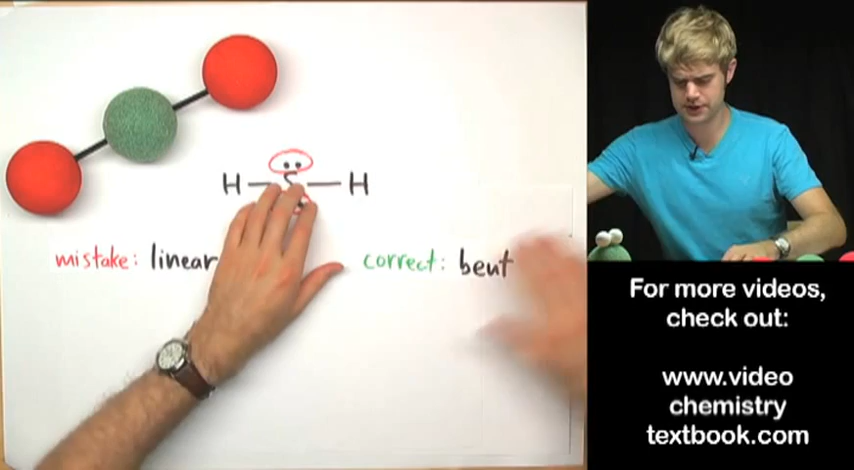 H — S — H
mistake: linear
correct: bent
For more videos,
check out:
www.video
chemistry
textbook.com